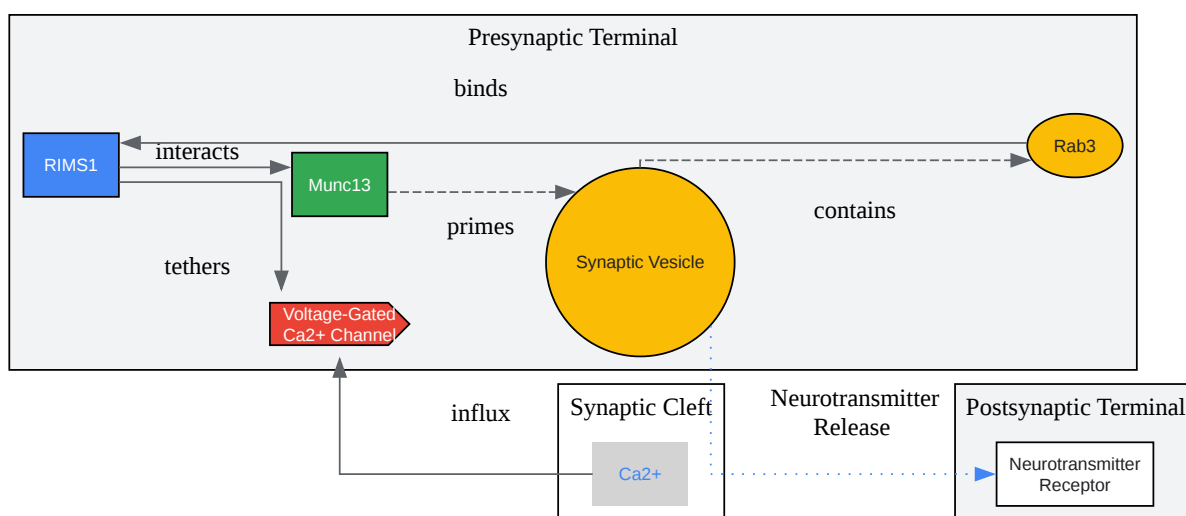 Presynaptic Terminal
binds
RIMS1
interacts
Munc13
Rab3
primes
contains
Synaptic Vesicle
tethers
Voltage-Gated
Ca2+ Channel
influx
Synaptic Cleft
Neurotransmitter
Release
Postsynaptic Terminal
Ca2+
Neurotransmitter
Receptor